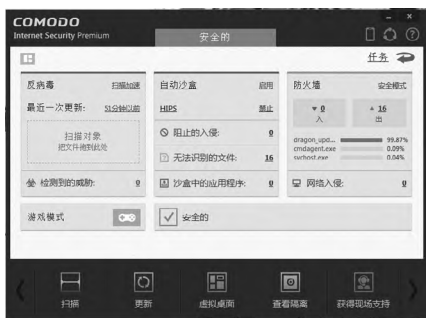 COMODO
Internet Security Premium
安全的
任务
反病毒 扫描加速
最近一次更新: 51分钟以前
扫描对象
把文件拖到此处
检测到的威胁: 0
自动沙盒 启用
HIPS 禁止
阻止的入侵: 0
无法识别的文件: 16
沙盒中的应用程序: 0
防火墙 安全模式
0 16
入 出
dragon_upd... 99.87%
cmdagent.exe 0.09%
svchost.exe 0.04%
网络入侵: 0
游戏模式
安全的
扫描 更新 虚拟桌面 查看隔离 获得现场支持